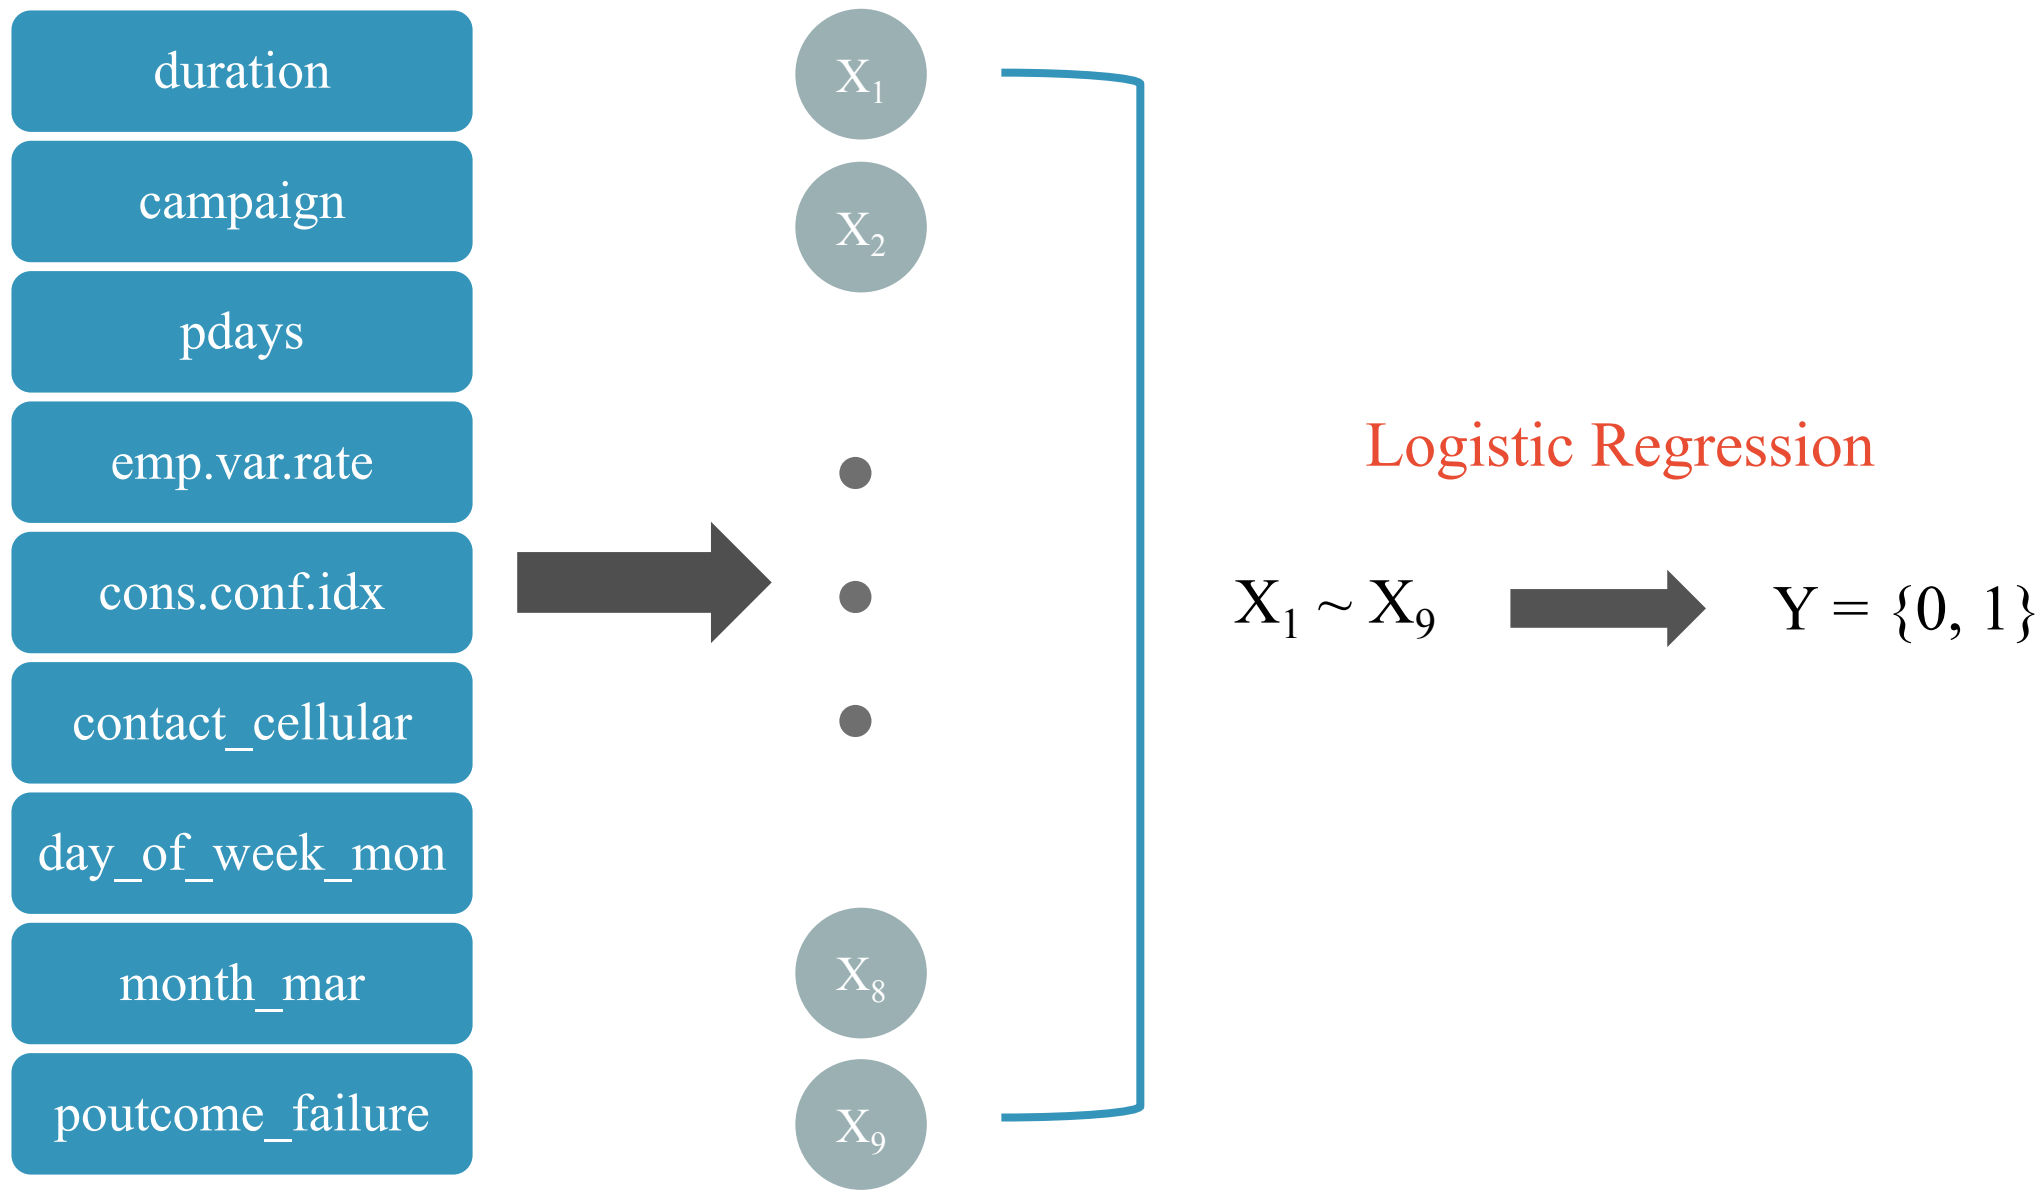 duration
campaign
pdays
emp.var.rate
cons.conf.idx
contact_cellular
day_of_week_mon
month_mar
poutcome_failure
X₁
X₂
X₈
X₉
Logistic Regression
X₁ ~ X₉
Y = {0, 1}